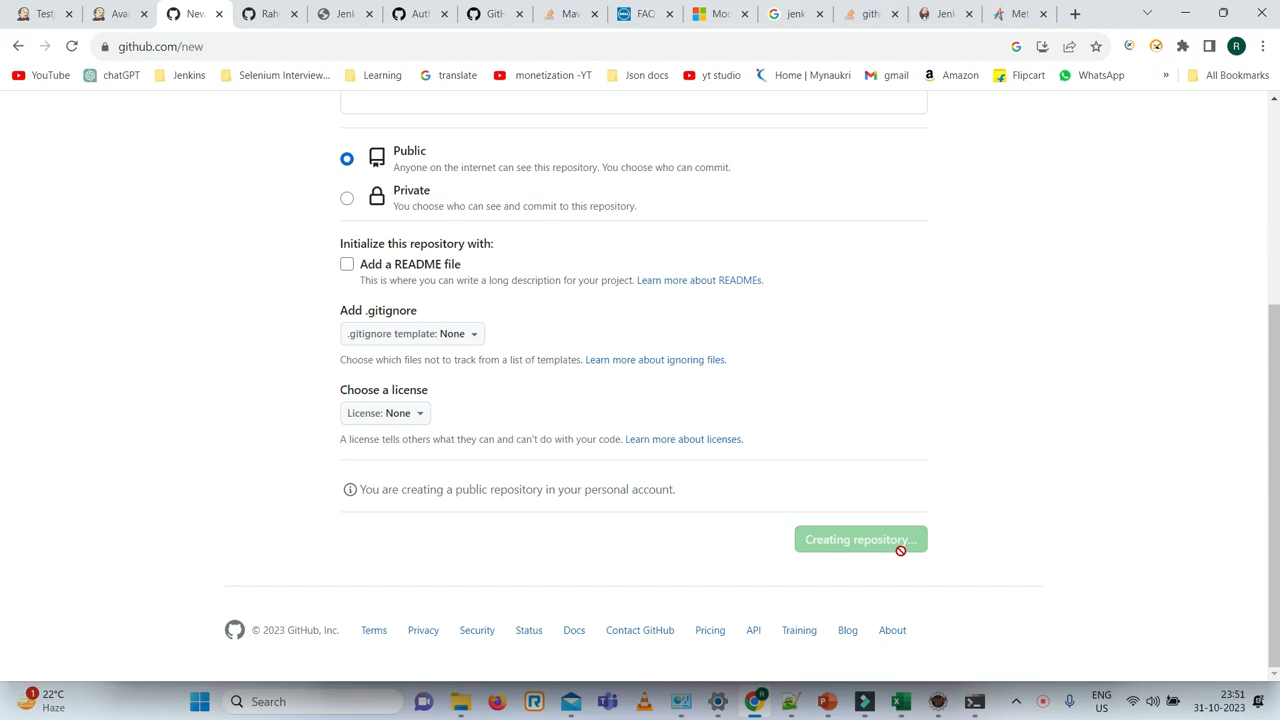 Test
Ava
New
Rah
Jenk
Auth
GitH
Mav
FAQ
Moc
jenk
gith
Jenk
Met
github.com/new
R
YouTube
chatGPT
Jenkins
Selenium Interview...
Learning
translate
monetization -YT
Json docs
yt studio
Home | Mynaukri
gmail
Amazon
Flipcart
WhatsApp
»
All Bookmarks
Public
Anyone on the internet can see this repository. You choose who can commit.
Private
You choose who can see and commit to this repository.
Initialize this repository with:
Add a README file
This is where you can write a long description for your project. Learn more about READMEs.
Add .gitignore
.gitignore template: None
Choose which files not to track from a list of templates. Learn more about ignoring files.
Choose a license
License: None
A license tells others what they can and can't do with your code. Learn more about licenses.
You are creating a public repository in your personal account.
Creating repository...
© 2023 GitHub, Inc.
Terms
Privacy
Security
Status
Docs
Contact GitHub
Pricing
API
Training
Blog
About
1
22°C
Haze
Search
ENG
US
23:51
31-10-2023